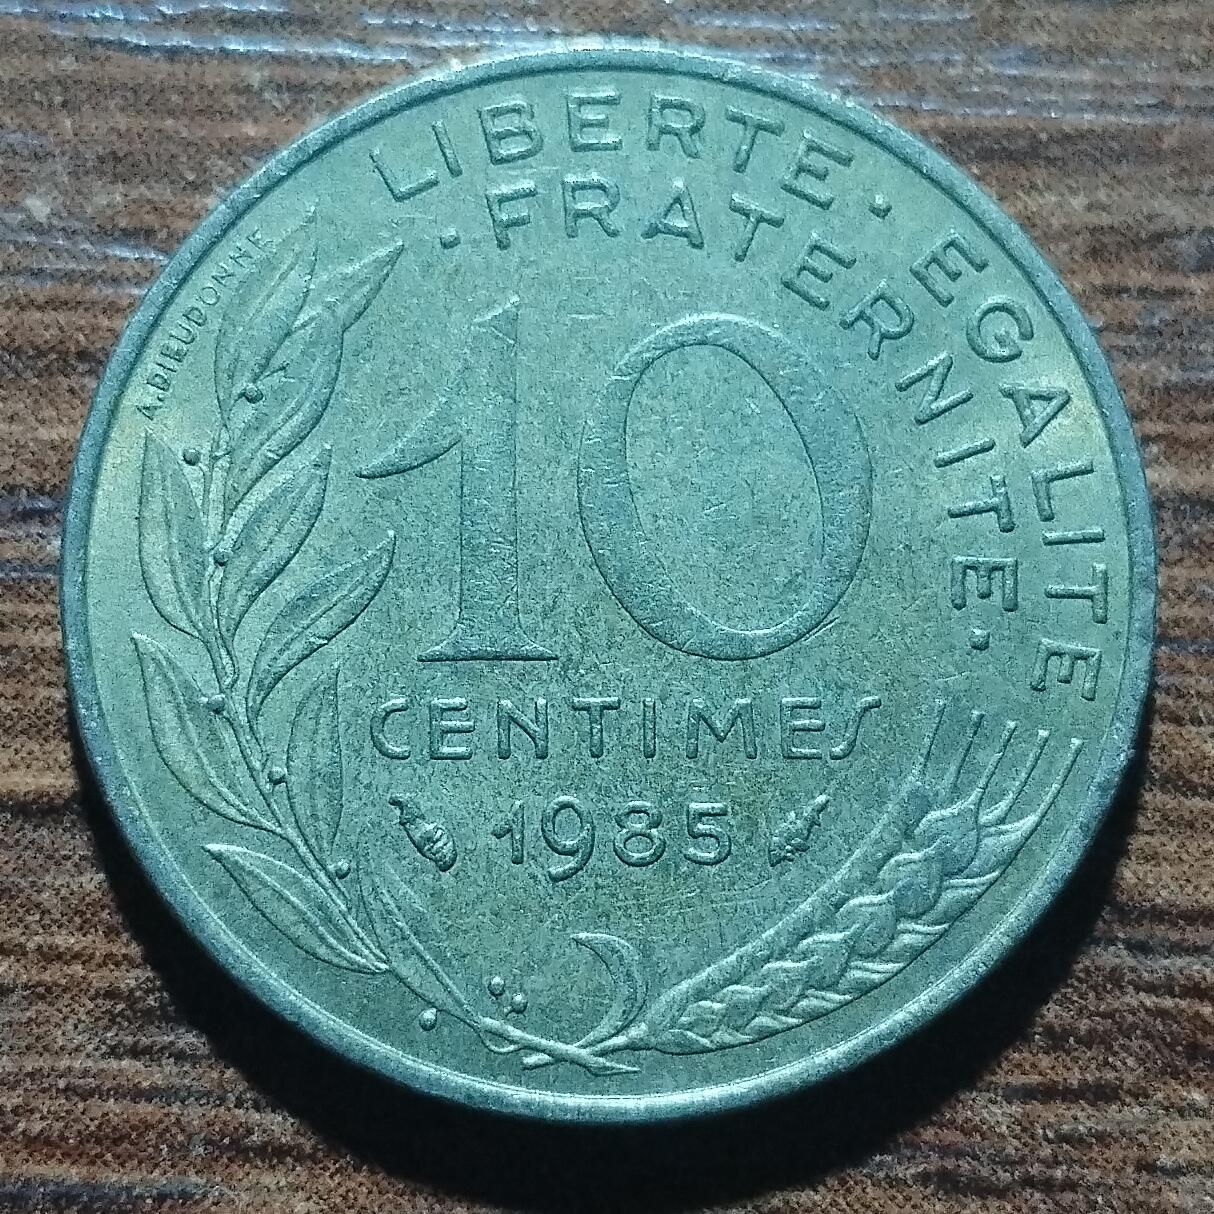 LIBERTE · EGALITE
· FRATERNITE ·
A.DIEUDONNE
10
CENTIMES
1985